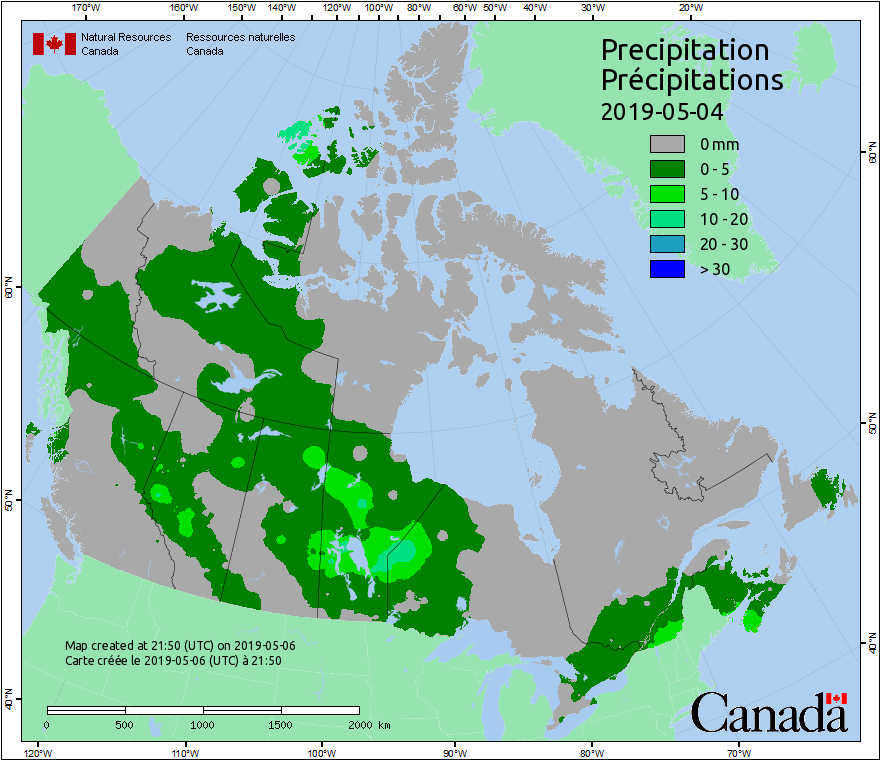 170°W 160°W 150°W 140°W 120°W 100°W 80°W 60°W 50°W 40°W 30°W 20°W
Natural Resources Ressources naturelles
Canada Canada
Precipitation
Précipitations
2019-05-04
0 mm
0 - 5
5 - 10
10 - 20
20 - 30
> 30
60°N
50°N
40°N
60°N
50°N
40°N
Map created at 21:50 (UTC) on 2019-05-06
Carte créée le 2019-05-06 (UTC) à 21:50
0 500 1000 1500 2000 km
Canada
120°W 110°W 100°W 90°W 80°W 70°W